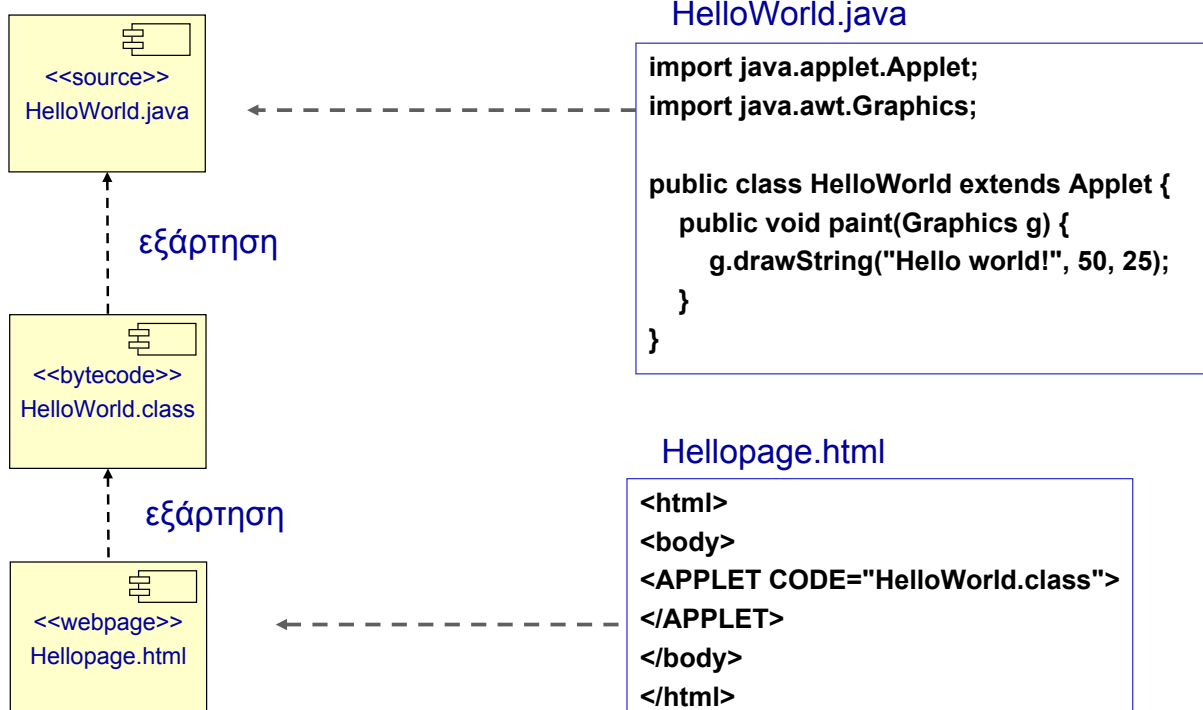 <<source>>
HelloWorld.java
εξάρτηση
<<bytecode>>
HelloWorld.class
εξάρτηση
<<webpage>>
Hellopage.html
HelloWorld.java
import java.applet.Applet;
import java.awt.Graphics;
public class HelloWorld extends Applet {
public void paint(Graphics g) {
g.drawString("Hello world!", 50, 25);
}
}
Hellopage.html
<html>
<body>
<APPLET CODE="HelloWorld.class">
</APPLET>
</body>
</html>